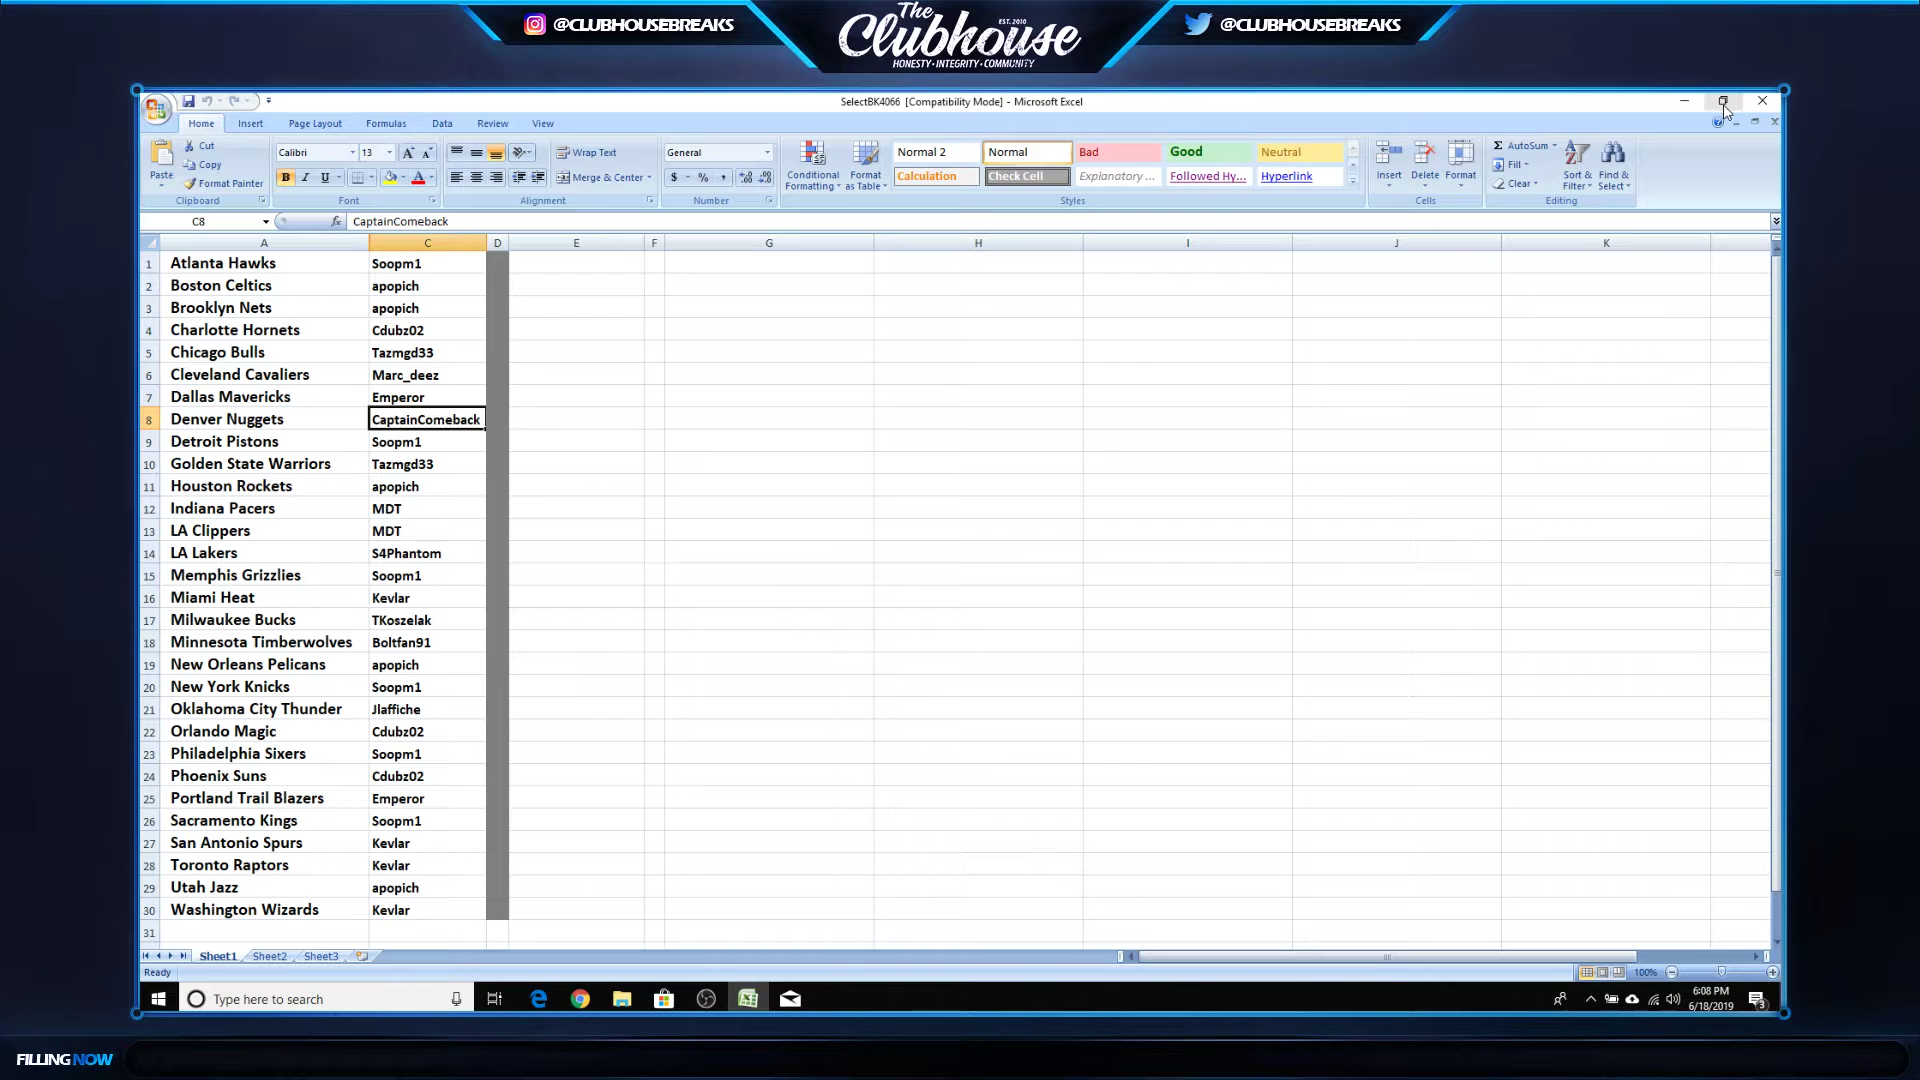 @CLUBHOUSEBREAKS
The
Clubhouse
EST. 2010
HONESTY • INTEGRITY • COMMUNITY
@CLUBHOUSEBREAKS
SelectBK4066 [Compatibility Mode] - Microsoft Excel
Home Insert Page Layout Formulas Data Review View
Paste
Cut
Copy
Format Painter
Clipboard
Calibri 13
B I U
Font
Wrap Text
Merge & Center
Alignment
General
$ % ,
Number
Conditional Formatting
Format as Table
Normal 2 Normal Bad Good Neutral
Calculation Check Cell Explanatory ... Followed Hy... Hyperlink
Styles
Insert Delete Format
Cells
AutoSum
Fill
Clear
Sort & Filter
Find & Select
Editing
C8 fx CaptainComeback
A C D E F G H I J K
1 Atlanta Hawks Soopm1
2 Boston Celtics apopich
3 Brooklyn Nets apopich
4 Charlotte Hornets Cdubz02
5 Chicago Bulls Tazmgd33
6 Cleveland Cavaliers Marc_deez
7 Dallas Mavericks Emperor
8 Denver Nuggets CaptainComeback
9 Detroit Pistons Soopm1
10 Golden State Warriors Tazmgd33
11 Houston Rockets apopich
12 Indiana Pacers MDT
13 LA Clippers MDT
14 LA Lakers S4Phantom
15 Memphis Grizzlies Soopm1
16 Miami Heat Kevlar
17 Milwaukee Bucks TKoszelak
18 Minnesota Timberwolves Boltfan91
19 New Orleans Pelicans apopich
20 New York Knicks Soopm1
21 Oklahoma City Thunder Jlaffiche
22 Orlando Magic Cdubz02
23 Philadelphia Sixers Soopm1
24 Phoenix Suns Cdubz02
25 Portland Trail Blazers Emperor
26 Sacramento Kings Soopm1
27 San Antonio Spurs Kevlar
28 Toronto Raptors Kevlar
29 Utah Jazz apopich
30 Washington Wizards Kevlar
31
Sheet1 Sheet2 Sheet3
Ready
100%
Type here to search
6:08 PM
6/18/2019
3
FILLING NOW